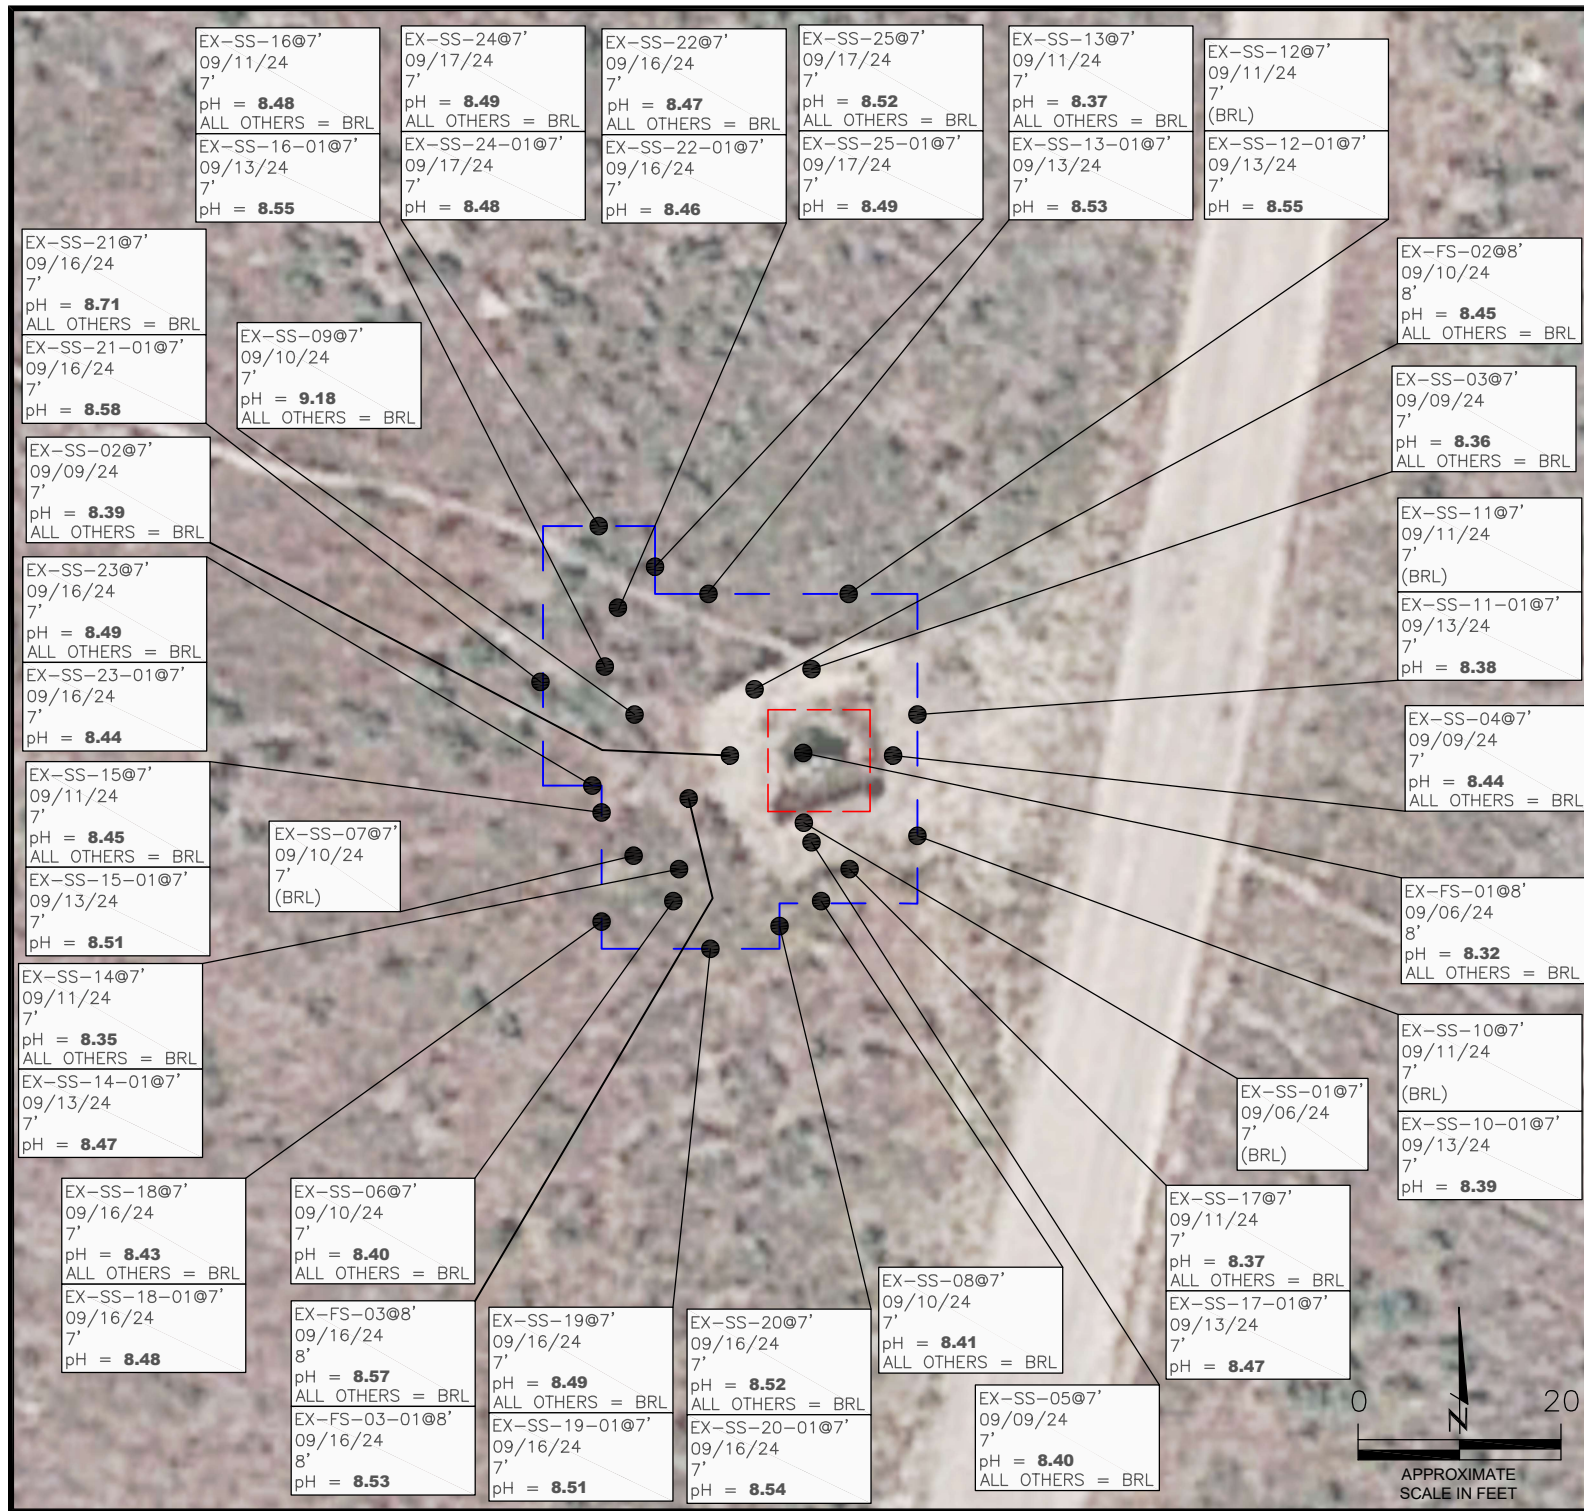 EX-SS-16@7'
09/11/24
7'
pH = 8.48
ALL OTHERS = BRL
EX-SS-16-01@7'
09/13/24
7'
pH = 8.55
EX-SS-24@7'
09/17/24
7'
pH = 8.49
ALL OTHERS = BRL
EX-SS-24-01@7'
09/17/24
7'
pH = 8.48
EX-SS-22@7'
09/16/24
7'
pH = 8.47
ALL OTHERS = BRL
EX-SS-22-01@7'
09/16/24
7'
pH = 8.46
EX-SS-25@7'
09/17/24
7'
pH = 8.52
ALL OTHERS = BRL
EX-SS-25-01@7'
09/17/24
7'
pH = 8.49
EX-SS-13@7'
09/11/24
7'
pH = 8.37
ALL OTHERS = BRL
EX-SS-13-01@7'
09/13/24
7'
pH = 8.53
EX-SS-12@7'
09/11/24
7'
(BRL)
EX-SS-12-01@7'
09/13/24
7'
pH = 8.55
EX-SS-21@7'
09/16/24
7'
pH = 8.71
ALL OTHERS = BRL
EX-SS-21-01@7'
09/16/24
7'
pH = 8.58
EX-SS-09@7'
09/10/24
7'
pH = 9.18
ALL OTHERS = BRL
EX-FS-02@8'
09/10/24
8'
pH = 8.45
ALL OTHERS = BRL
EX-SS-03@7'
09/09/24
7'
pH = 8.36
ALL OTHERS = BRL
EX-SS-02@7'
09/09/24
7'
pH = 8.39
ALL OTHERS = BRL
EX-SS-11@7'
09/11/24
7'
(BRL)
EX-SS-11-01@7'
09/13/24
7'
pH = 8.38
EX-SS-23@7'
09/16/24
7'
pH = 8.49
ALL OTHERS = BRL
EX-SS-23-01@7'
09/16/24
7'
pH = 8.44
EX-SS-04@7'
09/09/24
7'
pH = 8.44
ALL OTHERS = BRL
EX-SS-15@7'
09/11/24
7'
pH = 8.45
ALL OTHERS = BRL
EX-SS-15-01@7'
09/13/24
7'
pH = 8.51
EX-SS-07@7'
09/10/24
7'
(BRL)
EX-FS-01@8'
09/06/24
8'
pH = 8.32
ALL OTHERS = BRL
EX-SS-14@7'
09/11/24
7'
pH = 8.35
ALL OTHERS = BRL
EX-SS-14-01@7'
09/13/24
7'
pH = 8.47
EX-SS-10@7'
09/11/24
7'
(BRL)
EX-SS-10-01@7'
09/13/24
7'
pH = 8.39
EX-SS-01@7'
09/06/24
7'
(BRL)
EX-SS-18@7'
09/16/24
7'
pH = 8.43
ALL OTHERS = BRL
EX-SS-18-01@7'
09/16/24
7'
pH = 8.48
EX-SS-06@7'
09/10/24
7'
pH = 8.40
ALL OTHERS = BRL
EX-SS-17@7'
09/11/24
7'
pH = 8.37
ALL OTHERS = BRL
EX-SS-17-01@7'
09/13/24
7'
pH = 8.47
EX-FS-03@8'
09/16/24
8'
pH = 8.57
ALL OTHERS = BRL
EX-FS-03-01@8'
09/16/24
8'
pH = 8.53
EX-SS-19@7'
09/16/24
7'
pH = 8.49
ALL OTHERS = BRL
EX-SS-19-01@7'
09/16/24
7'
pH = 8.51
EX-SS-20@7'
09/16/24
7'
pH = 8.52
ALL OTHERS = BRL
EX-SS-20-01@7'
09/16/24
7'
pH = 8.54
EX-SS-08@7'
09/10/24
7'
pH = 8.41
ALL OTHERS = BRL
EX-SS-05@7'
09/09/24
7'
pH = 8.40
ALL OTHERS = BRL
N
0 20
APPROXIMATE
SCALE IN FEET